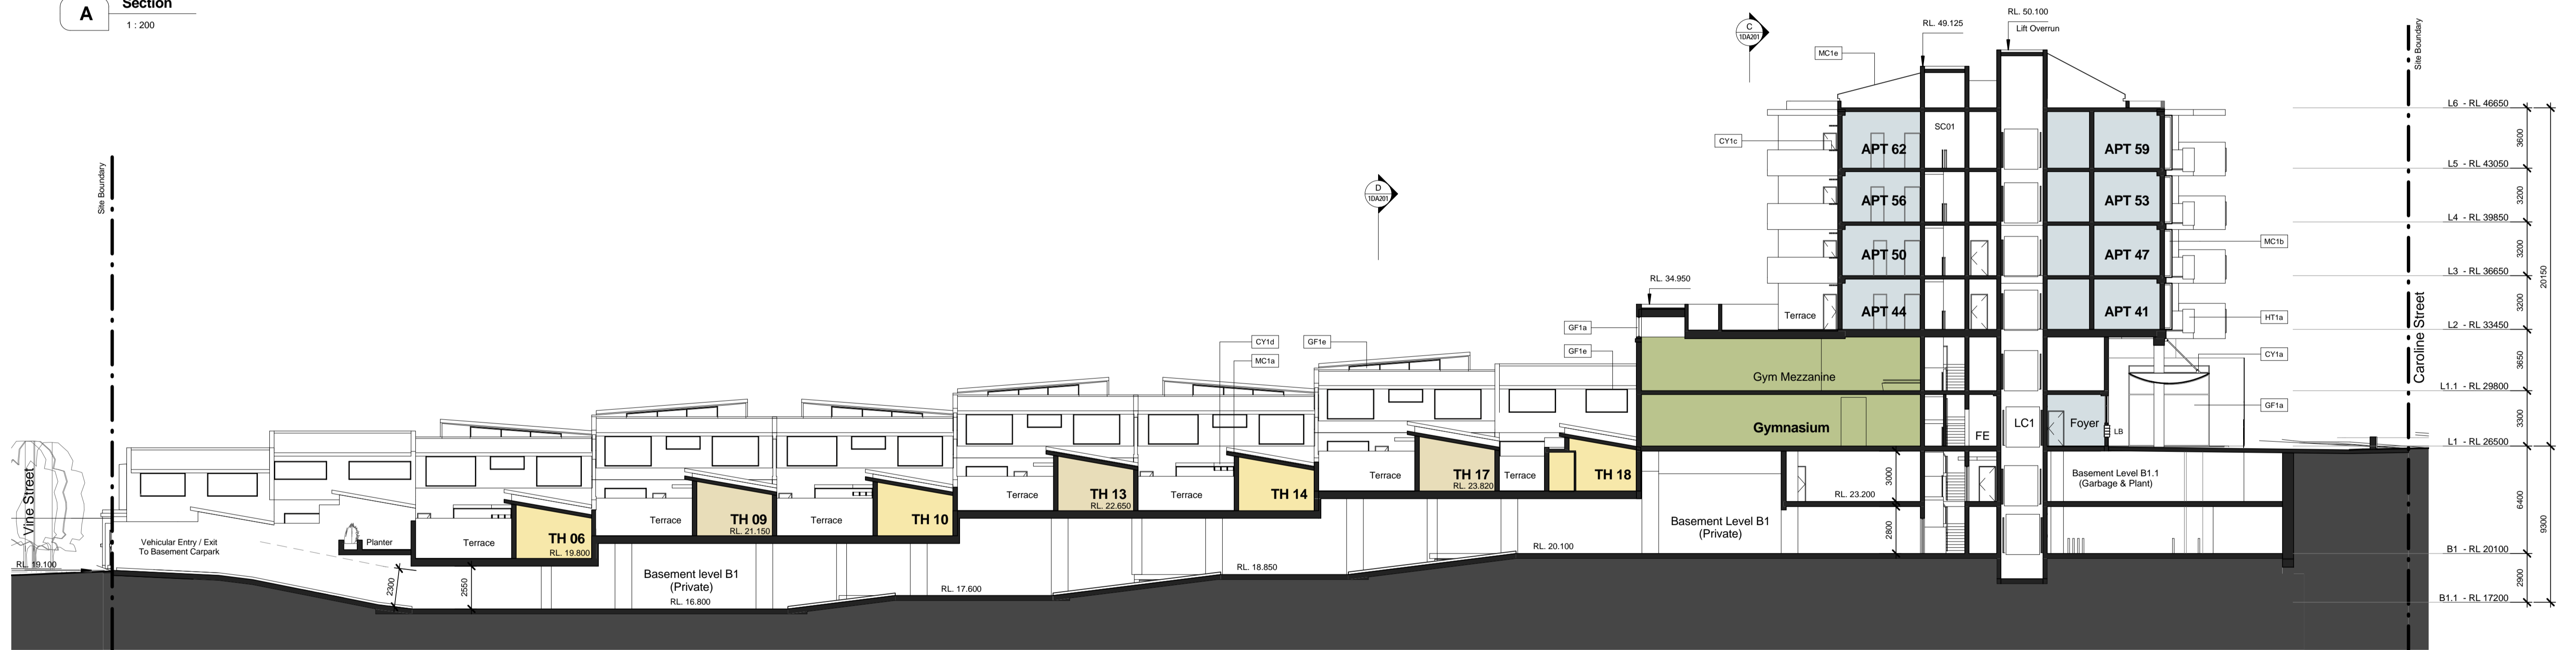 A
Section
1 : 200
Site Boundary
Vine Street
RL. 19.100
Vehicular Entry / Exit
To Basement Carpark
Planter
2300
2550
Terrace
TH 06
RL. 19.800
Terrace
TH 09
RL. 21.150
Terrace
TH 10
Basement level B1
(Private)
RL. 16.800
RL. 17.600
Terrace
TH 13
RL. 22.650
Terrace
TH 14
RL. 18.850
CY1d
MC1a
GF1e
Terrace
TH 17
RL. 23.820
Terrace
TH 18
RL. 20.100
D
1DA201
C
1DA201
GF1a
GF1e
RL. 34.950
Gym Mezzanine
Gymnasium
Basement Level B1
(Private)
3000
RL. 23.200
2800
Terrace
MC1e
CY1c
RL. 49.125
RL. 50.100
Lift Overrun
SC01
APT 62
APT 59
APT 56
APT 53
APT 50
APT 47
APT 44
APT 41
FE
LC1
Foyer
LB
Basement Level B1.1
(Garbage & Plant)
MC1b
HT1a
CY1a
GF1a
Site Boundary
Caroline Street
L6 - RL 46650
3600
L5 - RL 43050
3200
L4 - RL 39850
3200
L3 - RL 36650
3200
L2 - RL 33450
3650
L1.1 - RL 29800
3300
L1 - RL 26500
6400
B1 - RL 20100
2900
B1.1 - RL 17200
20150
9300